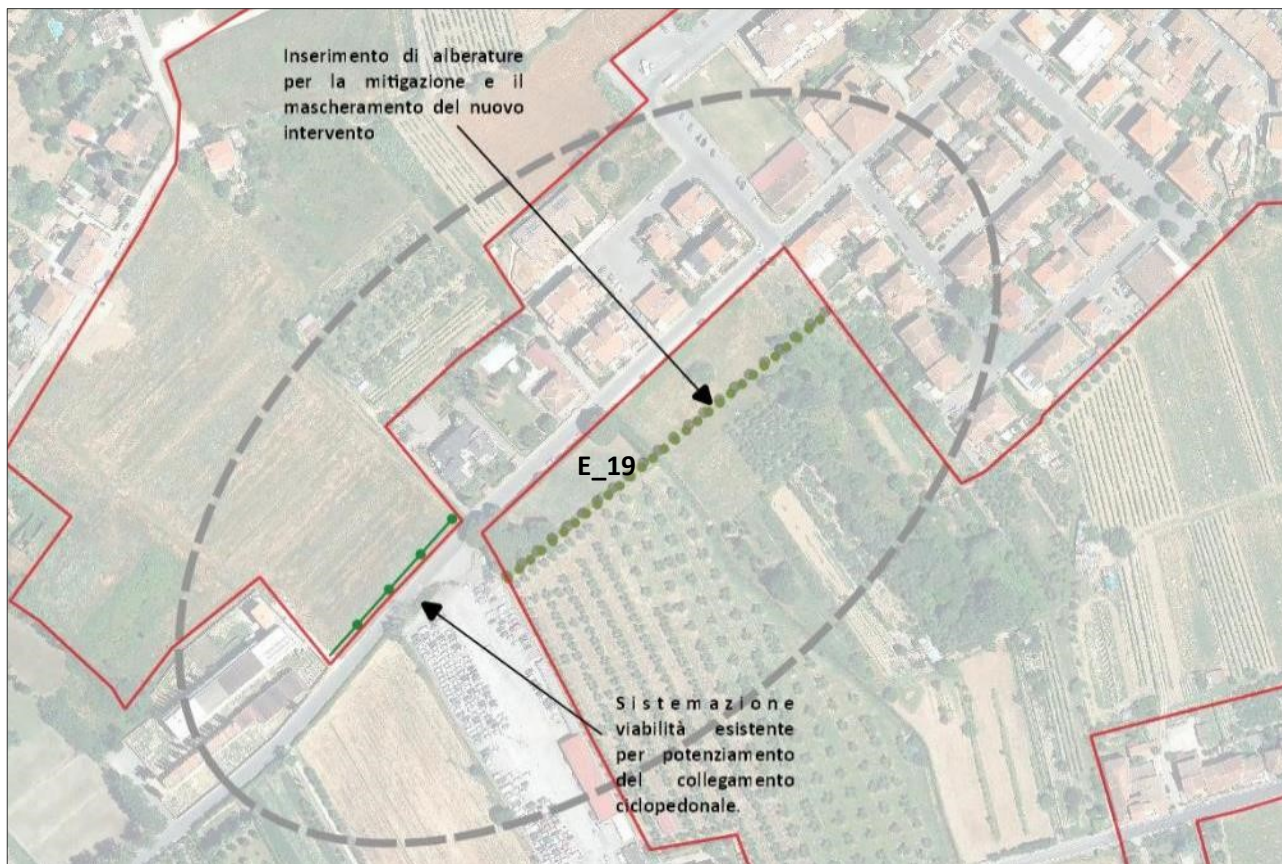 Inserimento di alberature
per la mitigazione e il
mascheramento del nuovo
intervento
E_19
Sistemazione
viabilità esistente
per potenziamento
del collegamento
ciclopedonale.